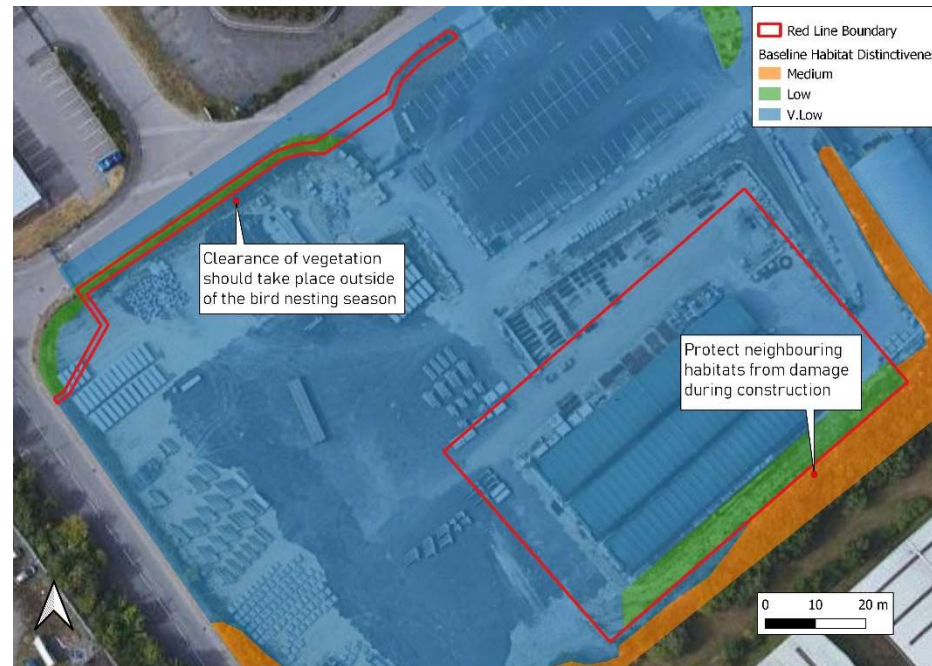 Red Line Boundary
Baseline Habitat Distinctivenes
Medium
Low
V.Low
Clearance of vegetation
should take place outside
of the bird nesting season
Protect neighbouring
habitats from damage
during construction
0 10 20 m